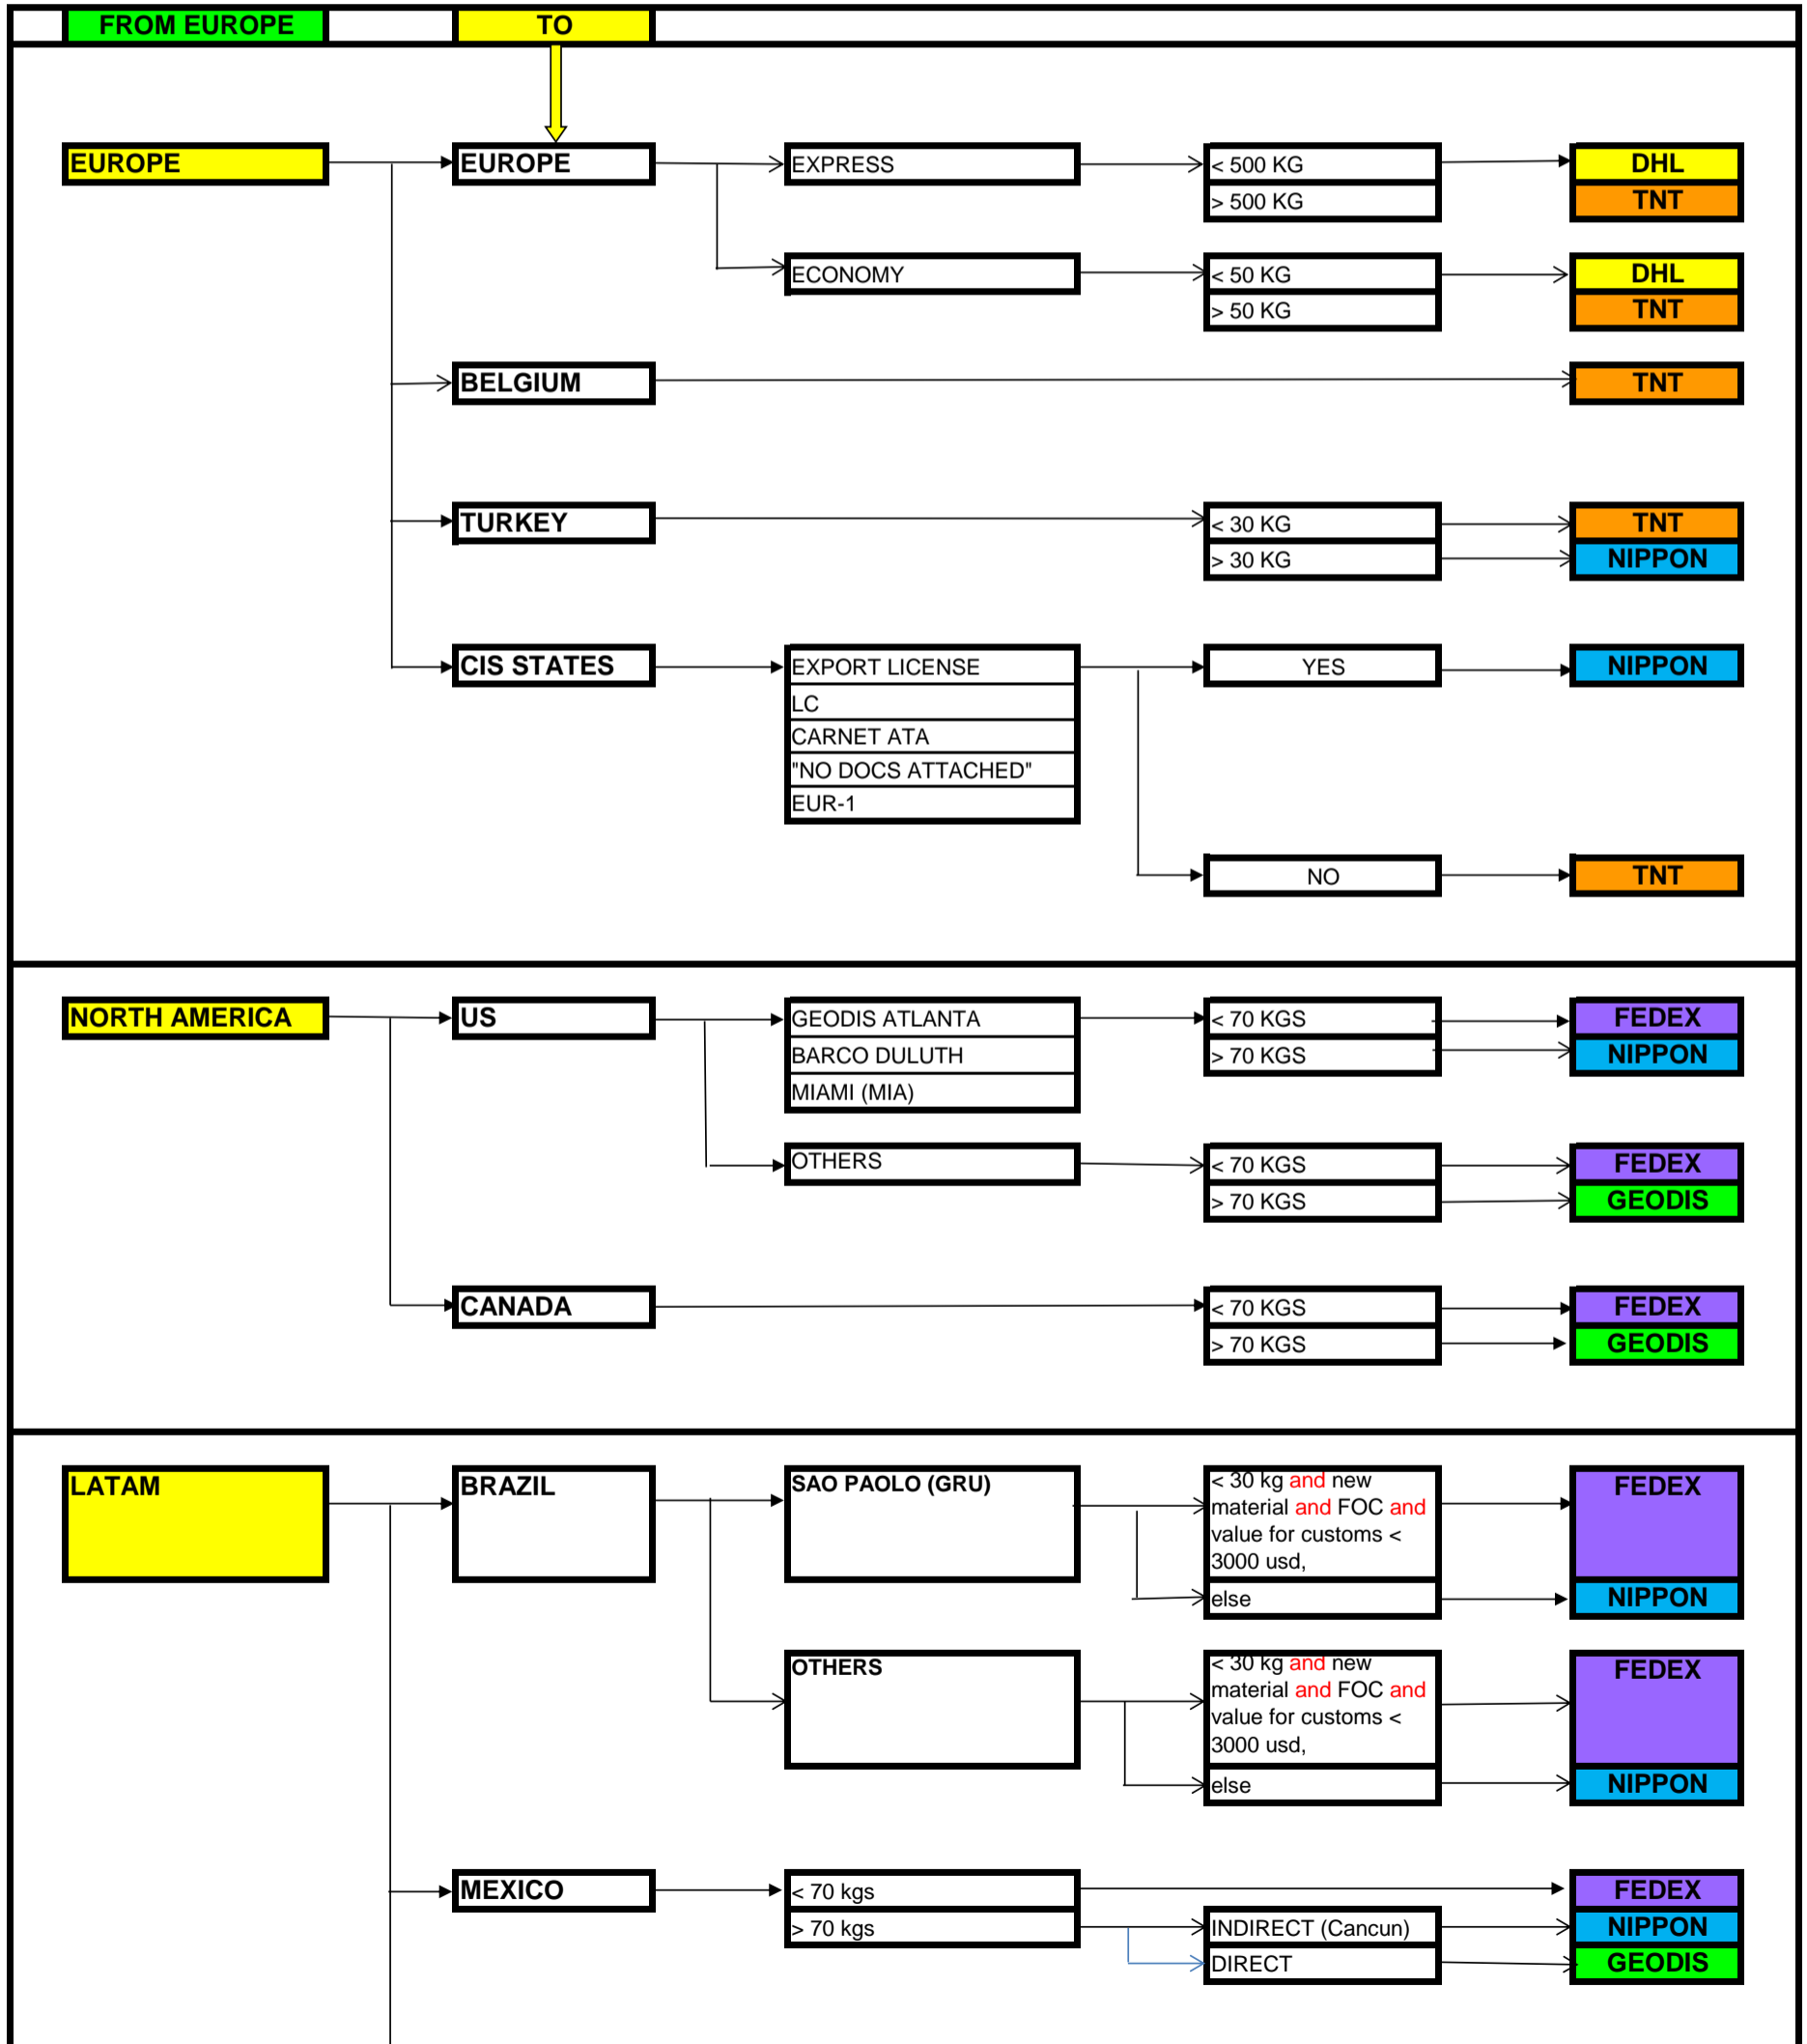 FROM EUROPE TO
EUROPE EUROPE EXPRESS < 500 KG DHL
> 500 KG TNT
ECONOMY < 50 KG DHL
> 50 KG TNT
BELGIUM TNT
TURKEY < 30 KG TNT
> 30 KG NIPPON
CIS STATES EXPORT LICENSE YES NIPPON
LC
CARNET ATA
"NO DOCS ATTACHED"
EUR-1
NO TNT
NORTH AMERICA US GEODIS ATLANTA < 70 KGS FEDEX
BARCO DULUTH > 70 KGS NIPPON
MIAMI (MIA)
OTHERS < 70 KGS FEDEX
> 70 KGS GEODIS
CANADA < 70 KGS FEDEX
> 70 KGS GEODIS
LATAM BRAZIL SAO PAOLO (GRU) < 30 kg and new FEDEX
material and FOC and
value for customs <
3000 usd,
else NIPPON
OTHERS < 30 kg and new FEDEX
material and FOC and
value for customs <
3000 usd,
else NIPPON
MEXICO < 70 kgs FEDEX
> 70 kgs INDIRECT (Cancun) NIPPON
DIRECT GEODIS